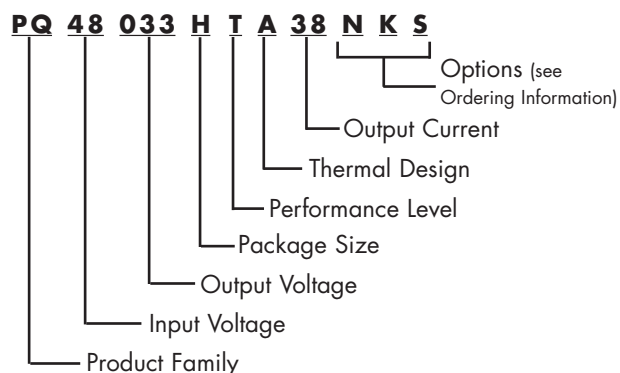 PQ 48 033 H T A 38 N K S
Options (see
Ordering Information)
Output Current
Thermal Design
Performance Level
Package Size
Output Voltage
Input Voltage
Product Family